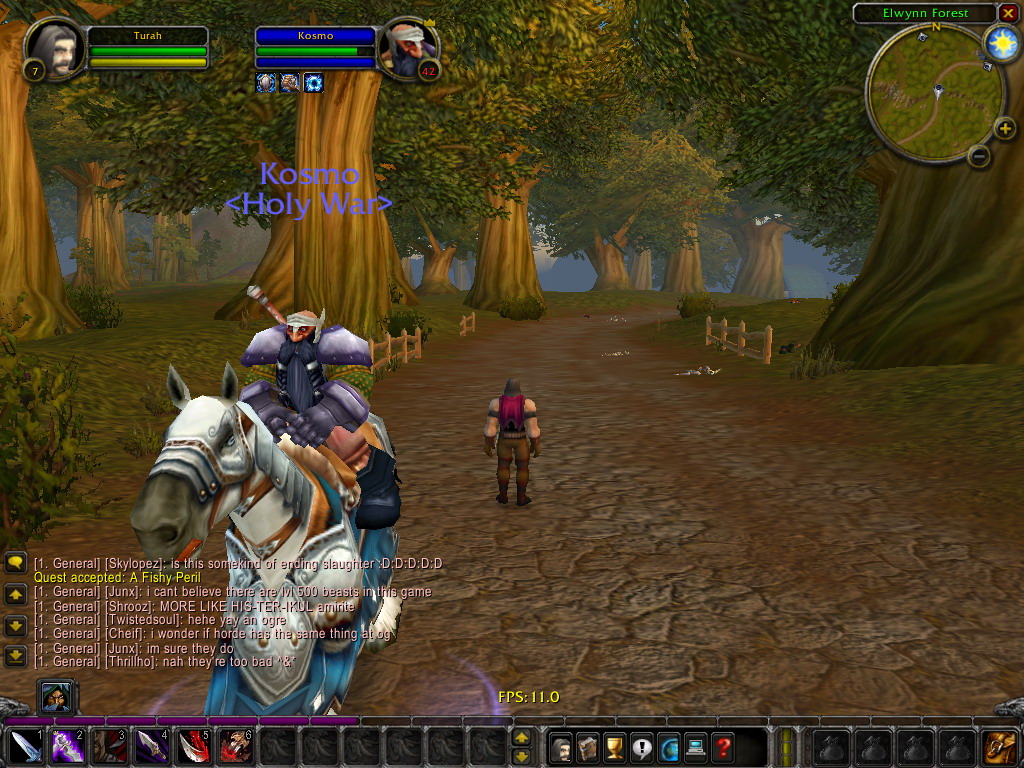 Elwynn Forest
Turah
Kosmo
N
7
42
Kosmo
<Holy War>
[1. General] [Skylopez]: is this somekind of ending slaughter :D:D:D:D:D
Quest accepted: A Fishy Peril
[1. General] [Junx]: i cant believe there are lvl 500 beasts in this game
[1. General] [Shrooz]: MORE LIKE HIS-TER-IKUL amirite
[1. General] [Twistedsoul]: hehe yay an ogre
[1. General] [Cheif]: i wonder if horde has the same thing at og
[1. General] [Junx]: im sure they do
[1. General] [Thrillho]: nah they're too bad ^&^
FPS: 11.0
1 2 3 4 5 6